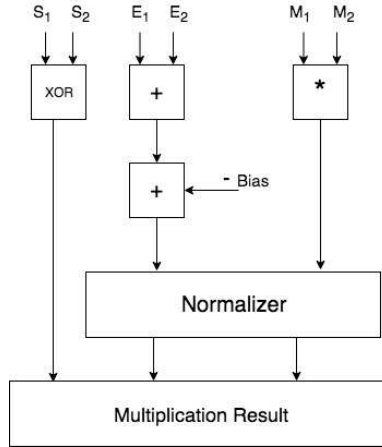 S1 S2 E1 E2 M1 M2
XOR + *
+ - Bias
Normalizer
Multiplication Result